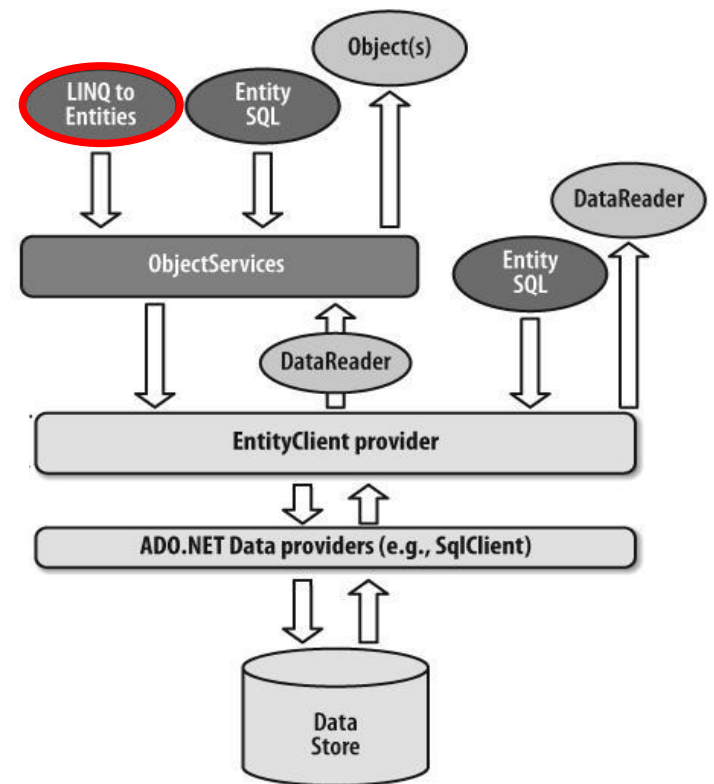 Object(s)
LINQ to
Entities
Entity
SQL
DataReader
ObjectServices
Entity
SQL
DataReader
EntityClient provider
ADO.NET Data providers (e.g., SqlClient)
Data
Store